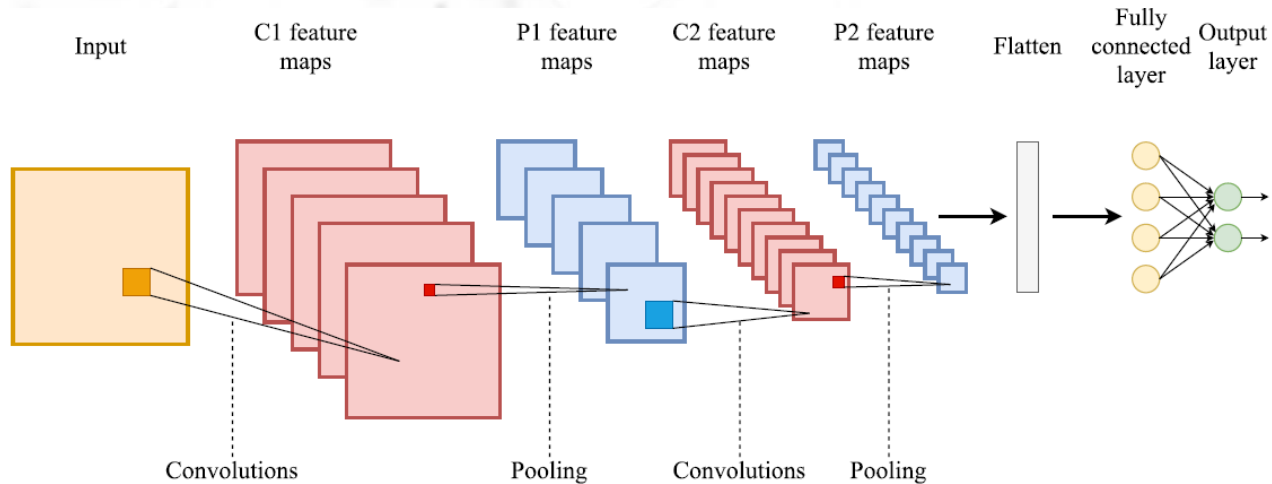 Input
C1 feature
maps
P1 feature
maps
C2 feature
maps
P2 feature
maps
Flatten
Fully
connected
layer
Output
layer
Convolutions
Pooling
Convolutions
Pooling